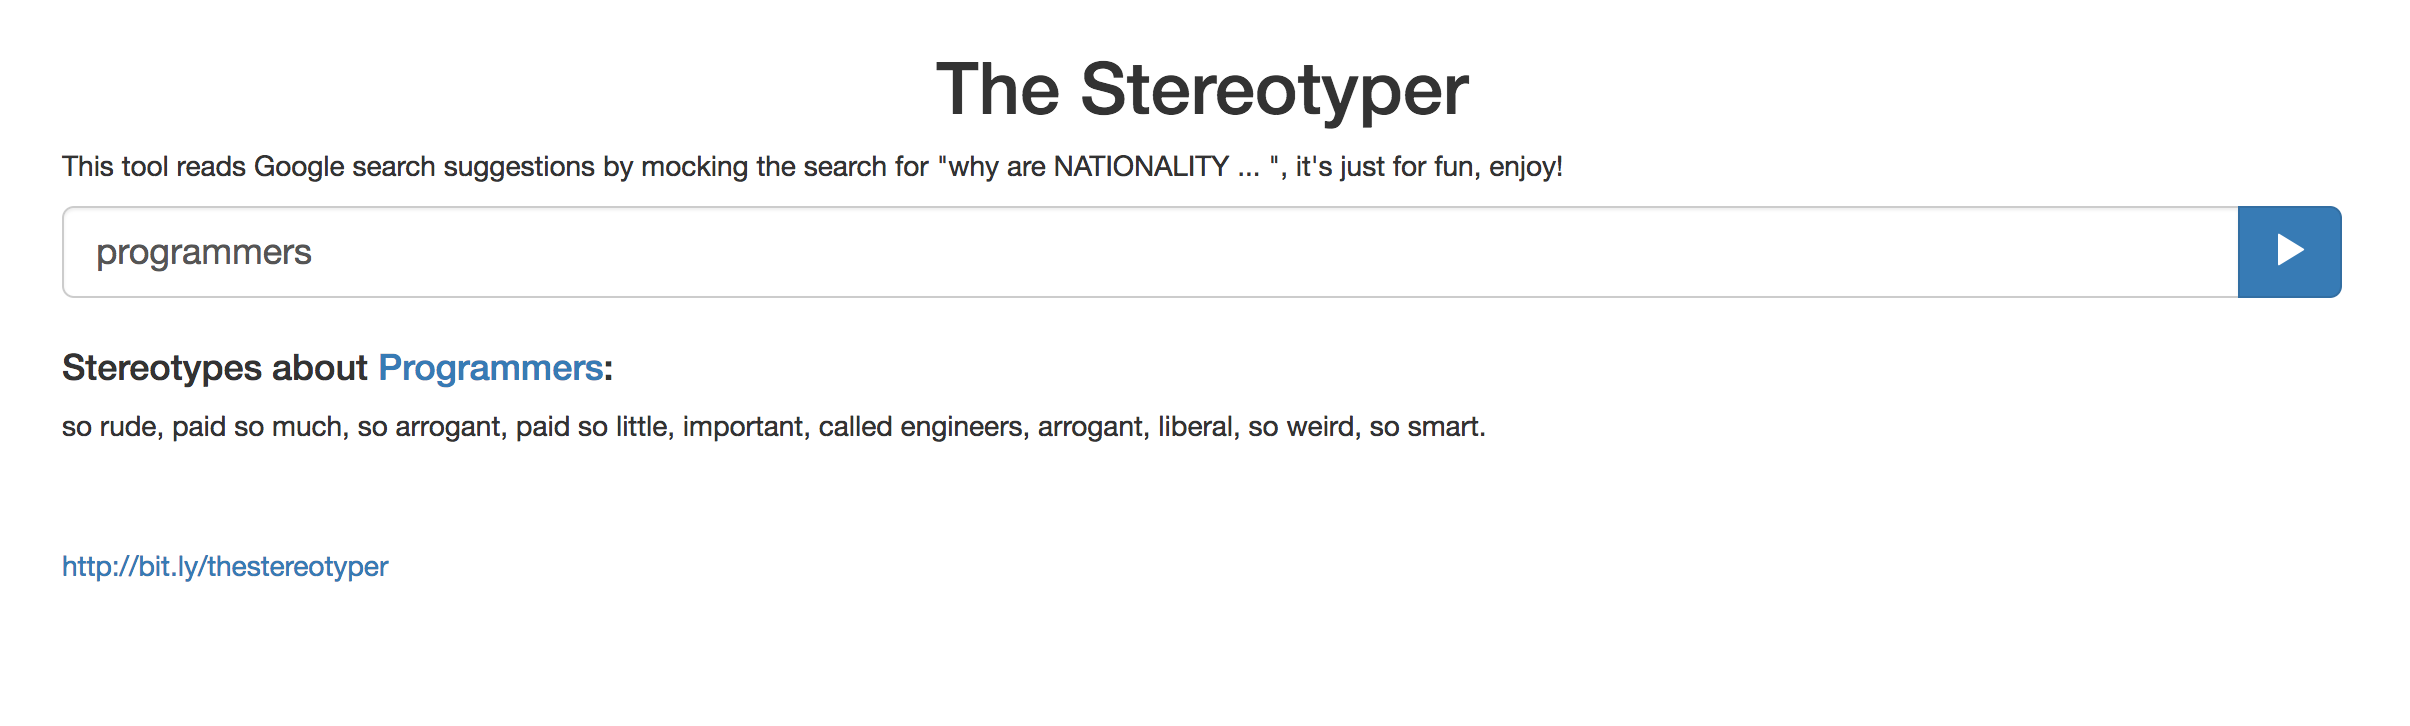 The Stereotyper
This tool reads Google search suggestions by mocking the search for "why are NATIONALITY ... ", it's just for fun, enjoy!
programmers
Stereotypes about Programmers:
so rude, paid so much, so arrogant, paid so little, important, called engineers, arrogant, liberal, so weird, so smart.
http://bit.ly/thestereotyper